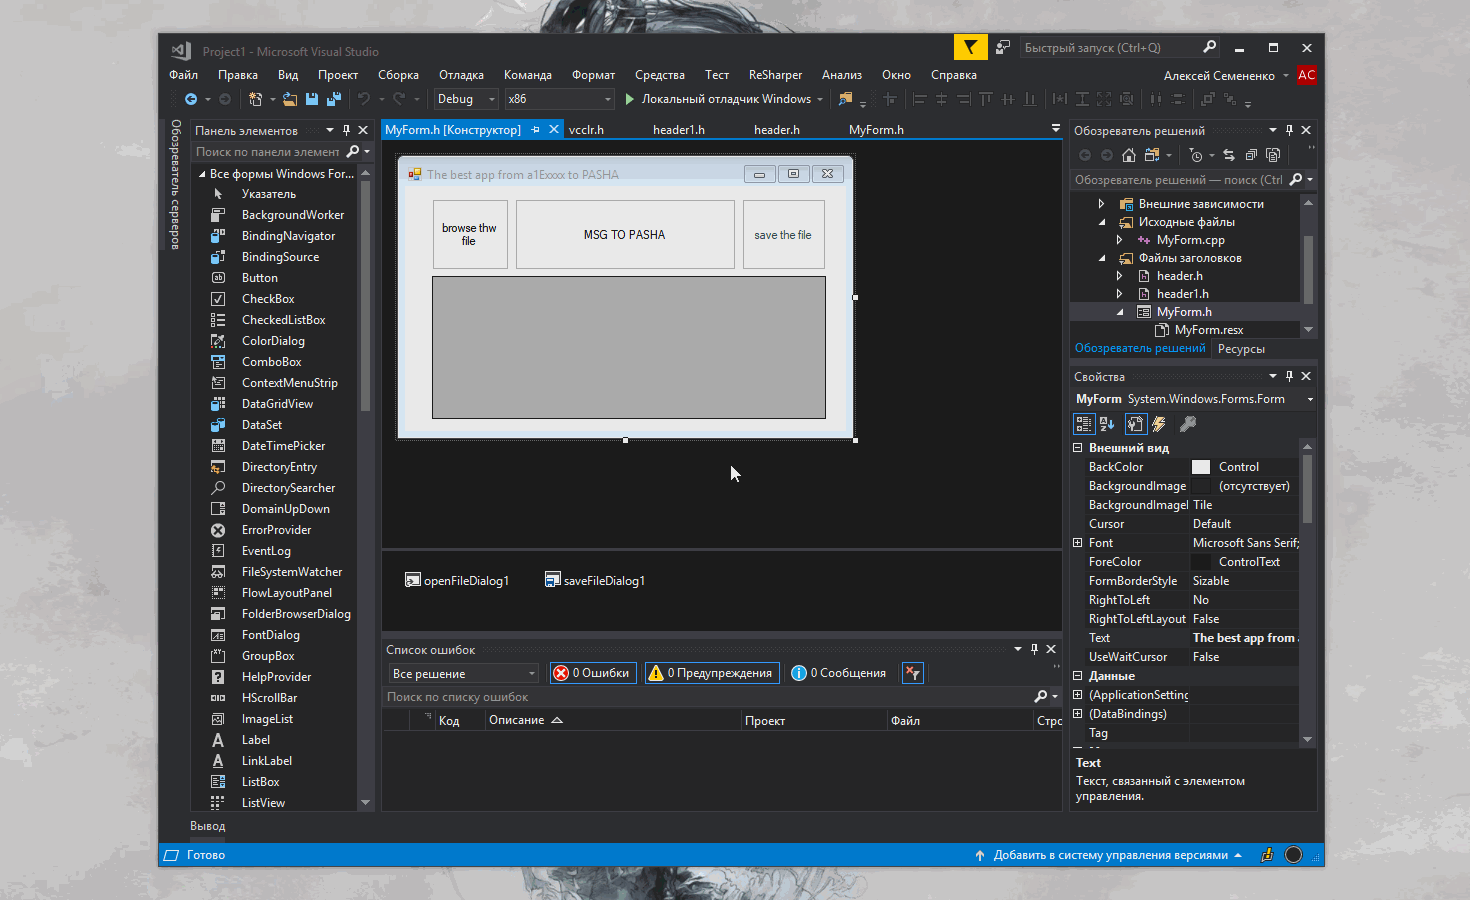 Project1 - Microsoft Visual Studio
Быстрый запуск (Ctrl+Q)
Файл Правка Вид Проект Сборка Отладка Команда Формат Средства Тест ReSharper Анализ Окно Справка
Алексей Семененко AC
Debug x86 Локальный отладчик Windows
Обозреватель серверов
Панель элементов
Поиск по панели элемент
Все формы Windows For...
Указатель
BackgroundWorker
BindingNavigator
BindingSource
Button
CheckBox
CheckedListBox
ColorDialog
ComboBox
ContextMenuStrip
DataGridView
DataSet
DateTimePicker
DirectoryEntry
DirectorySearcher
DomainUpDown
ErrorProvider
EventLog
FileSystemWatcher
FlowLayoutPanel
FolderBrowserDialog
FontDialog
GroupBox
HelpProvider
HScrollBar
ImageList
Label
LinkLabel
ListBox
ListView
MyForm.h [Конструктор] vcclr.h header1.h header.h MyForm.h
The best app from a1Exxxx to PASHA
browse thw
file
MSG TO PASHA
save the file
openFileDialog1 saveFileDialog1
Список ошибок
Все решение 0 Ошибки 0 Предупреждения 0 Сообщения
Поиск по списку ошибок
Код Описание Проект Файл Стро
Обозреватель решений
Обозреватель решений — поиск (Ctrl
Внешние зависимости
Исходные файлы
MyForm.cpp
Файлы заголовков
header.h
header1.h
MyForm.h
MyForm.resx
Обозреватель решений Ресурсы
Свойства
MyForm System.Windows.Forms.Form
Внешний вид
BackColor Control
BackgroundImage (отсутствует)
BackgroundImageI Tile
Cursor Default
Font Microsoft Sans Serif;
ForeColor ControlText
FormBorderStyle Sizable
RightToLeft No
RightToLeftLayout False
Text The best app from
UseWaitCursor False
Данные
(ApplicationSetting
(DataBindings)
Tag
Text
Текст, связанный с элементом
управления.
Вывод
Готово
Добавить в систему управления версиями